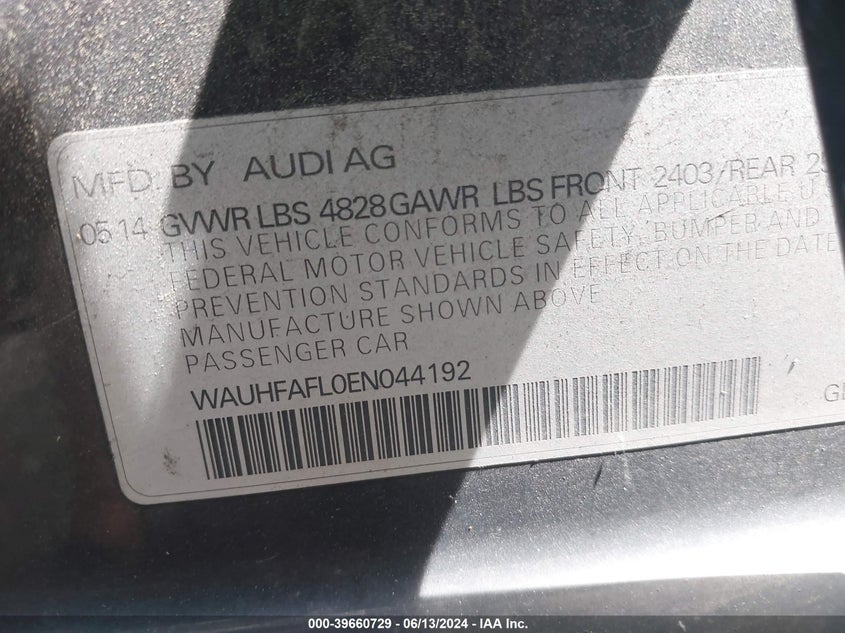 MFD. BY AUDI AG
05.14 GVWR LBS 4828 GAWR LBS FRONT 2403/REAR
THIS VEHICLE CONFORMS TO ALL APPLICABLE
FEDERAL MOTOR VEHICLE SAFETY, BUMPER AND
PREVENTION STANDARDS IN EFFECT ON THE DATE
MANUFACTURE SHOWN ABOVE
PASSENGER CAR
WAUHFAFL0EN044192
000-39660729 - 06/13/2024 - IAA Inc.